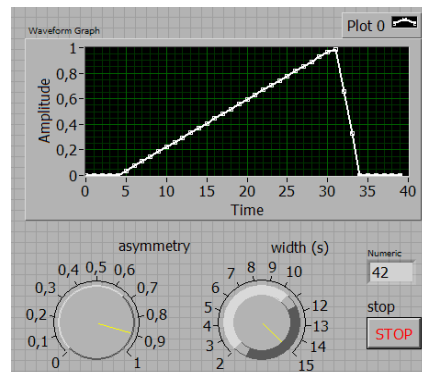 Plot 0
Waveform Graph
Amplitude
1
0,8
0,6
0,4
0,2
0
0 5 10 15 20 25 30 35 40
Time
asymmetry
0 0,1 0,2 0,3 0,4 0,5 0,6 0,7 0,8 0,9 1
width (s)
2 3 4 5 6 7 8 9 10 12 13 14 15
Numeric
42
stop
STOP